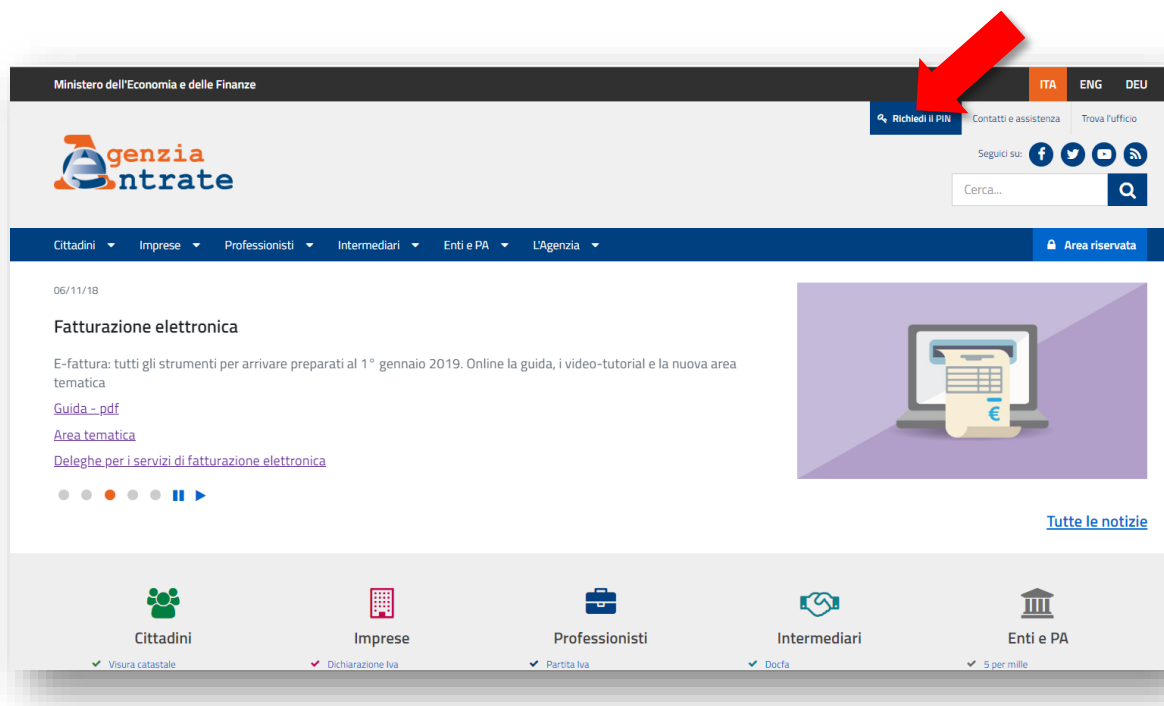 Ministero dell'Economia e delle Finanze
ITA ENG DEU
Richiedi il PIN Contatti e assistenza Trova l'ufficio
Agenzia
Entrate
Seguici su:
Cerca...
Cittadini Imprese Professionisti Intermediari Enti e PA L'Agenzia
Area riservata
06/11/18
Fatturazione elettronica
E-fattura: tutti gli strumenti per arrivare preparati al 1° gennaio 2019. Online la guida, i video-tutorial e la nuova area
tematica
Guida - pdf
Area tematica
Deleghe per i servizi di fatturazione elettronica
€
Tutte le notizie
Cittadini Imprese Professionisti Intermediari Enti e PA
Visura catastale Dichiarazione Iva Partita Iva Docfa 5 per mille